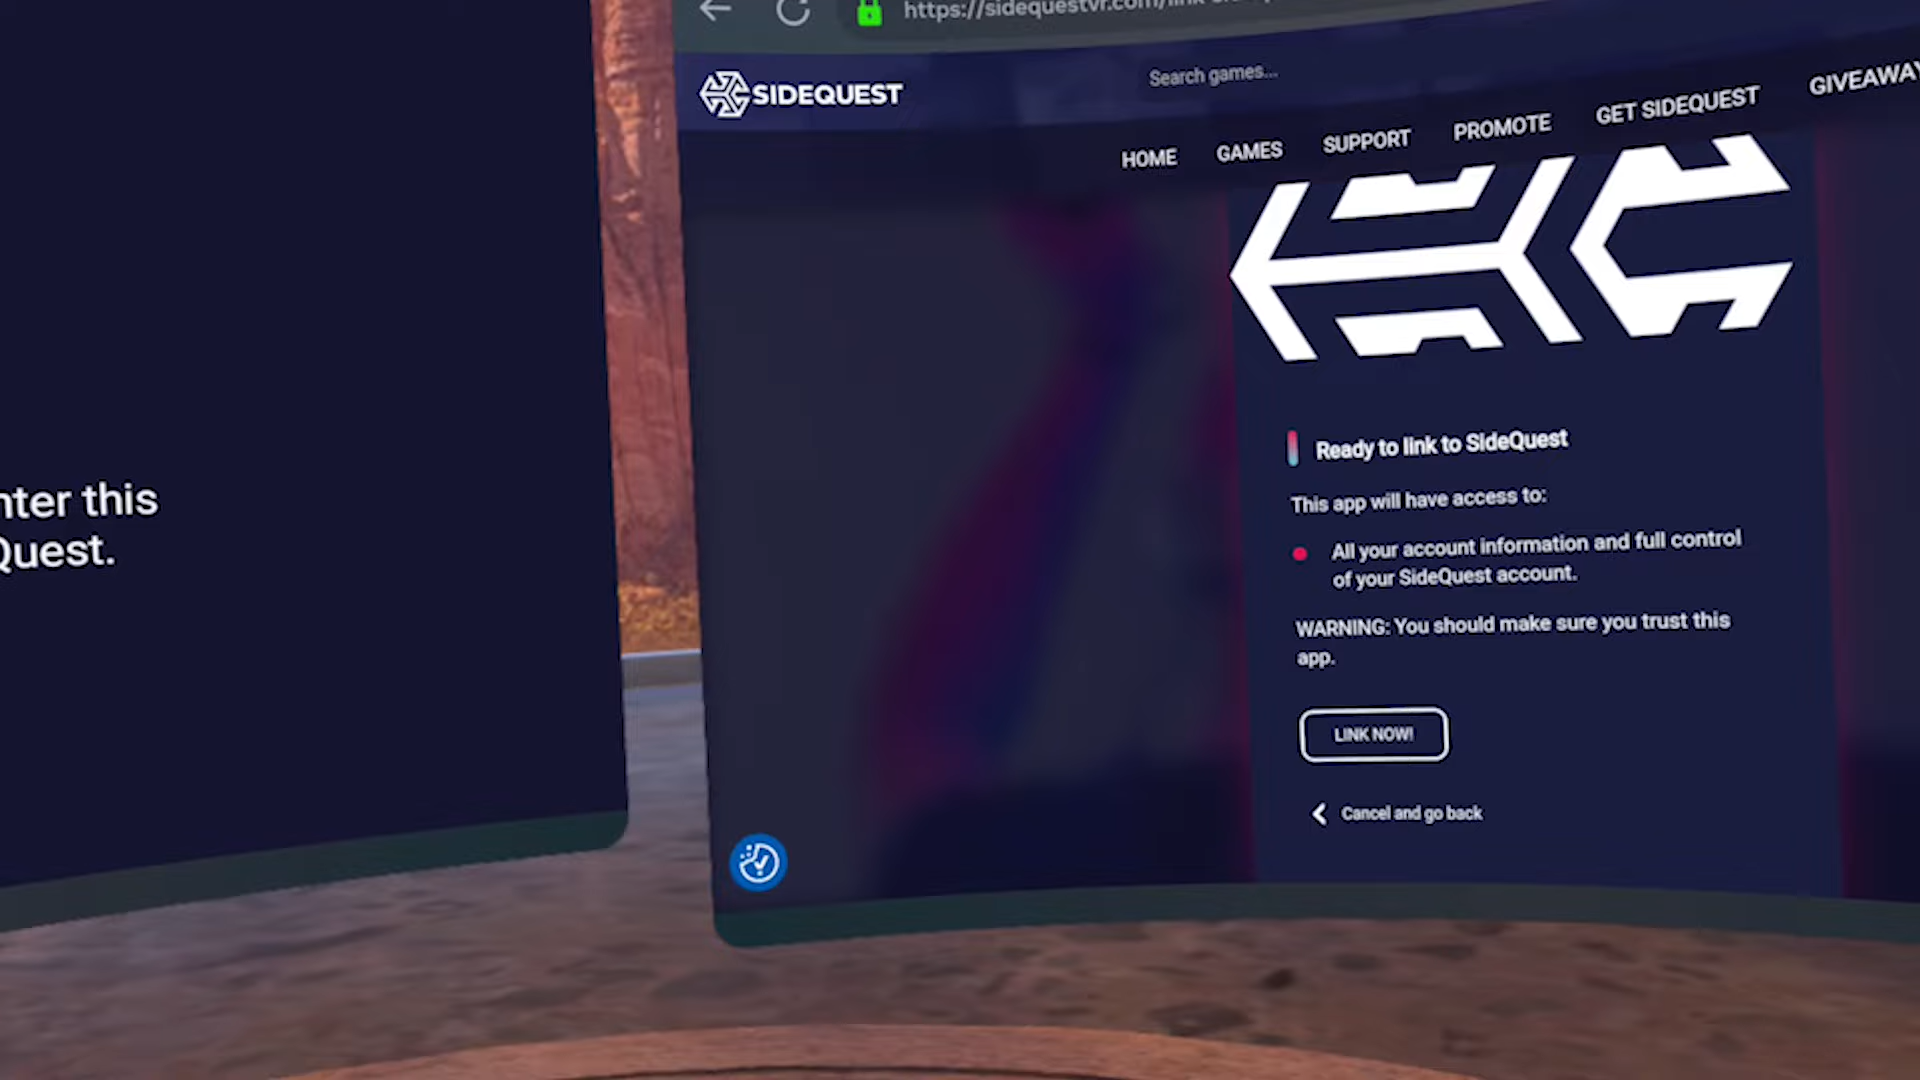 https://sidequestvr.com/link
SIDEQUEST
Search games...
HOME GAMES SUPPORT PROMOTE GET SIDEQUEST
this
Quest.
Ready to link to SideQuest
This app will have access to:
All your account information and full control
of your SideQuest account.
WARNING: You should make sure you trust this
app.
LINK NOW!
Cancel and go back